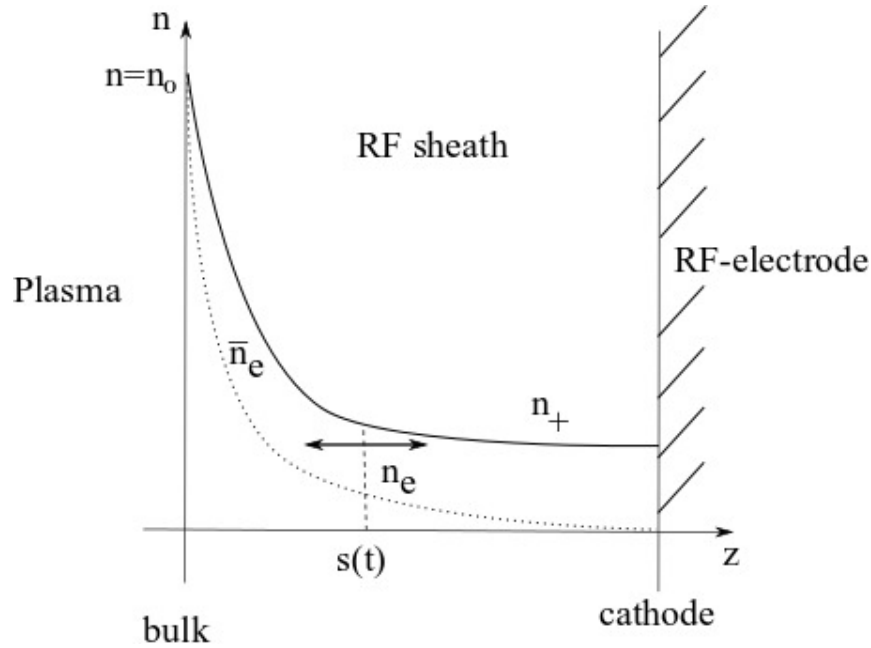 n
n=n₀
RF sheath
RF-electrode
Plasma
n̅e
n+
ne
s(t)
z
cathode
bulk